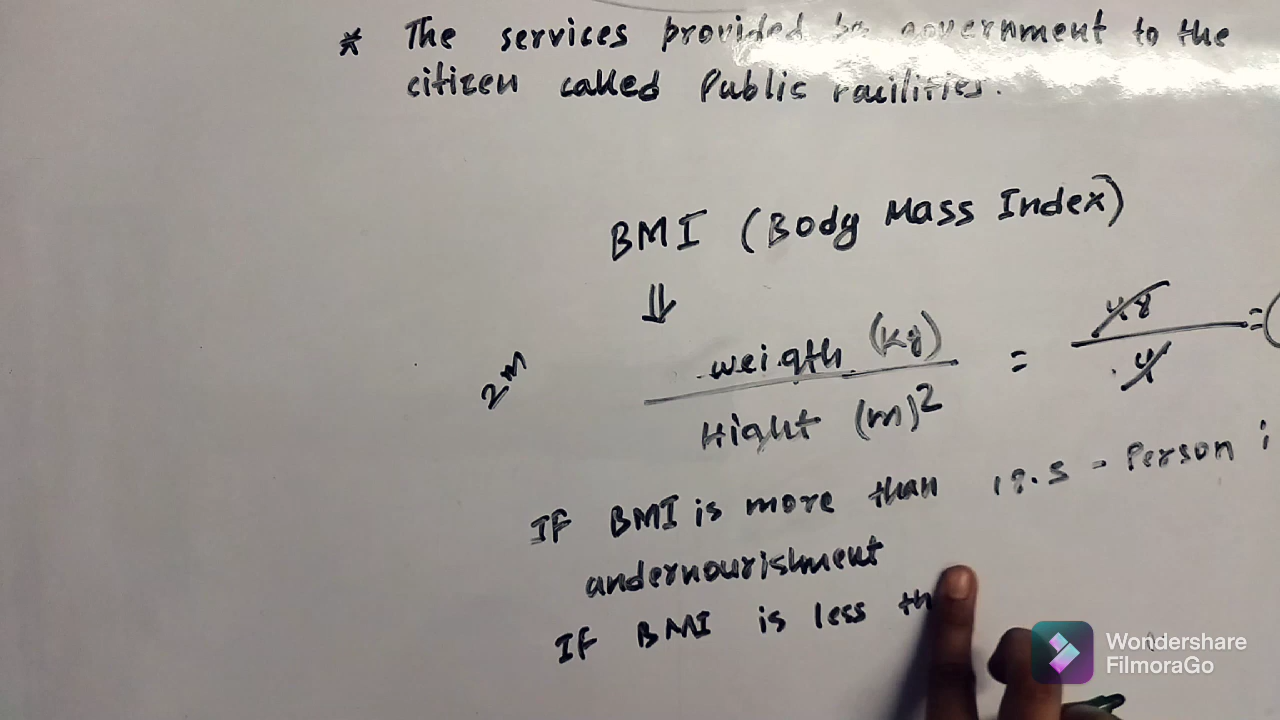 * The services provided by government to the
citizen called Public Facilities.
BMI (Body Mass Index)
⇓
2 M
weigth (Kg) = 48 =
Hight (m)² 4
IF BMI is more than 18.5 - Person i
undernourishment
IF BMI is less th
Wondershare
FilmoraGo